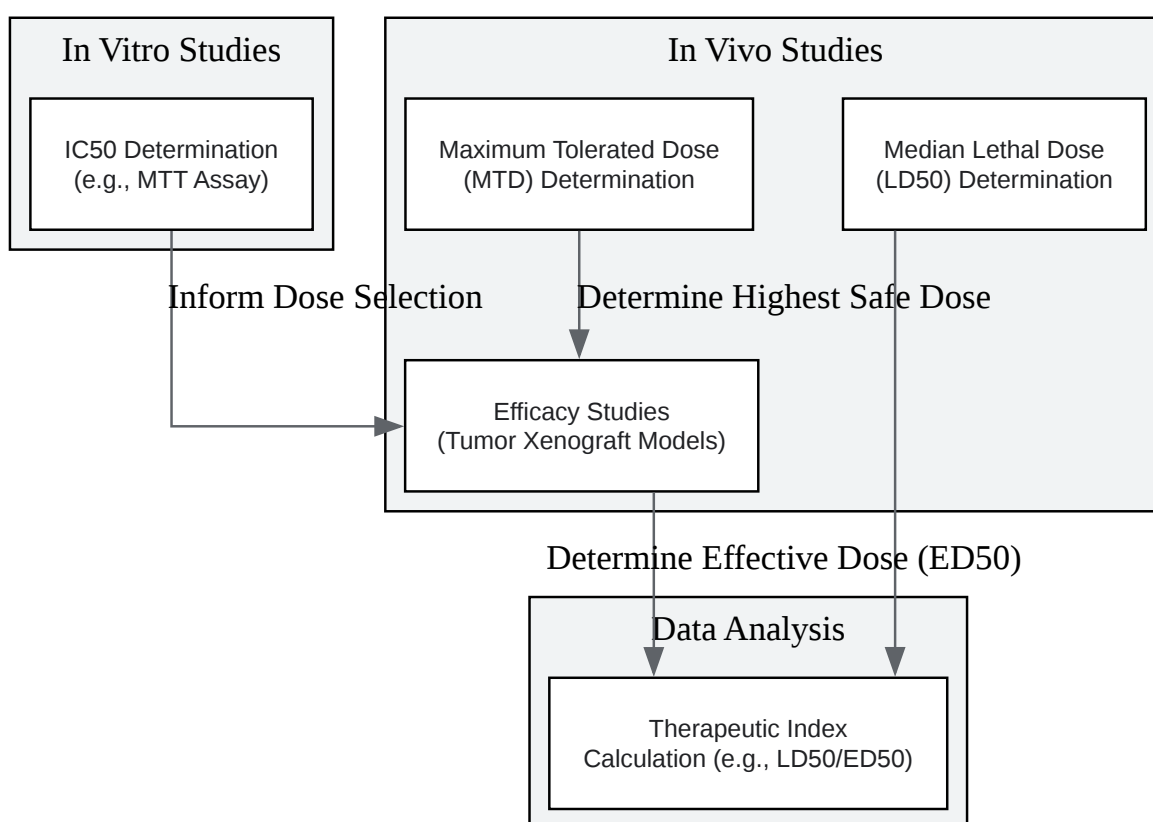 In Vitro Studies
In Vivo Studies
IC50 Determination
(e.g., MTT Assay)
Maximum Tolerated Dose
(MTD) Determination
Median Lethal Dose
(LD50) Determination
Inform Dose Selection
Determine Highest Safe Dose
Efficacy Studies
(Tumor Xenograft Models)
Determine Effective Dose (ED50)
Data Analysis
Therapeutic Index
Calculation (e.g., LD50/ED50)